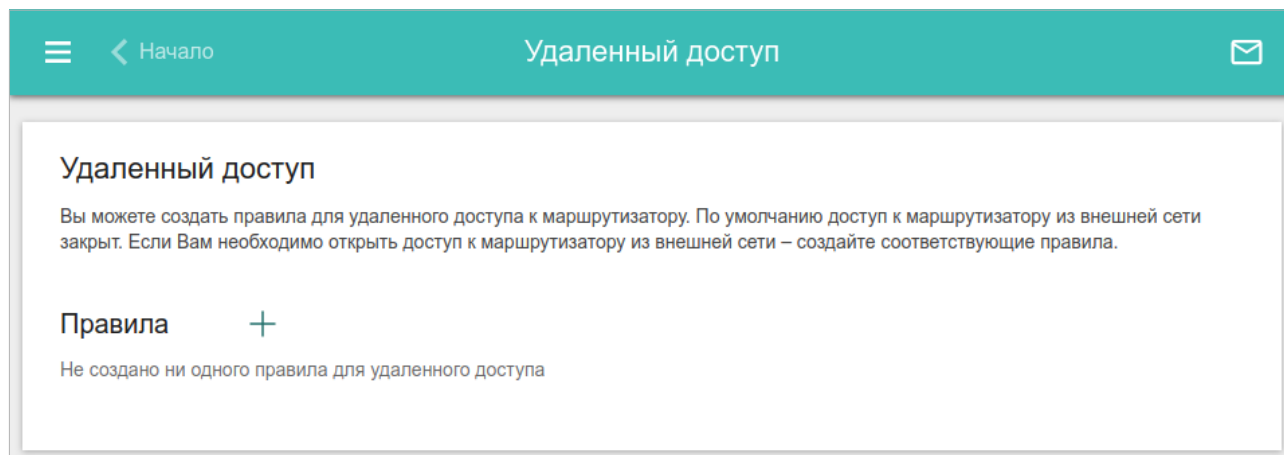 Начало
Удаленный доступ
Удаленный доступ
Вы можете создать правила для удаленного доступа к маршрутизатору. По умолчанию доступ к маршрутизатору из внешней сети
закрыт. Если Вам необходимо открыть доступ к маршрутизатору из внешней сети – создайте соответствующие правила.
Правила
Не создано ни одного правила для удаленного доступа